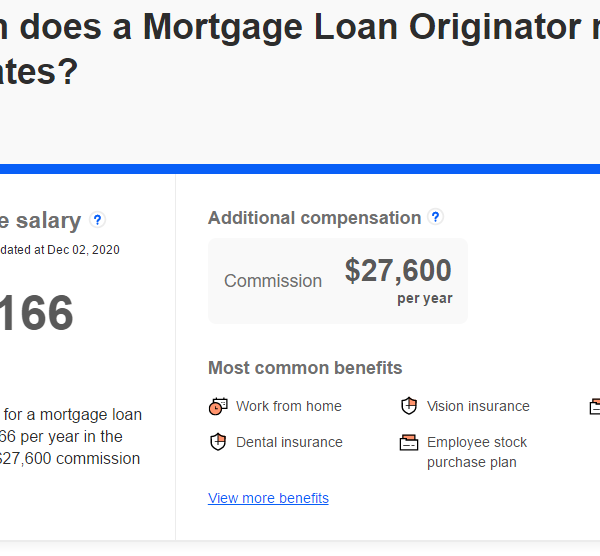 does a Mortgage Loan Originator
ates?
e salary ?
dated at Dec 02, 2020
166
for a mortgage loan
66 per year in the
$27,600 commission
Additional compensation ?
Commission $27,600
per year
Most common benefits
Work from home
Vision insurance
Dental insurance
Employee stock
purchase plan
View more benefits